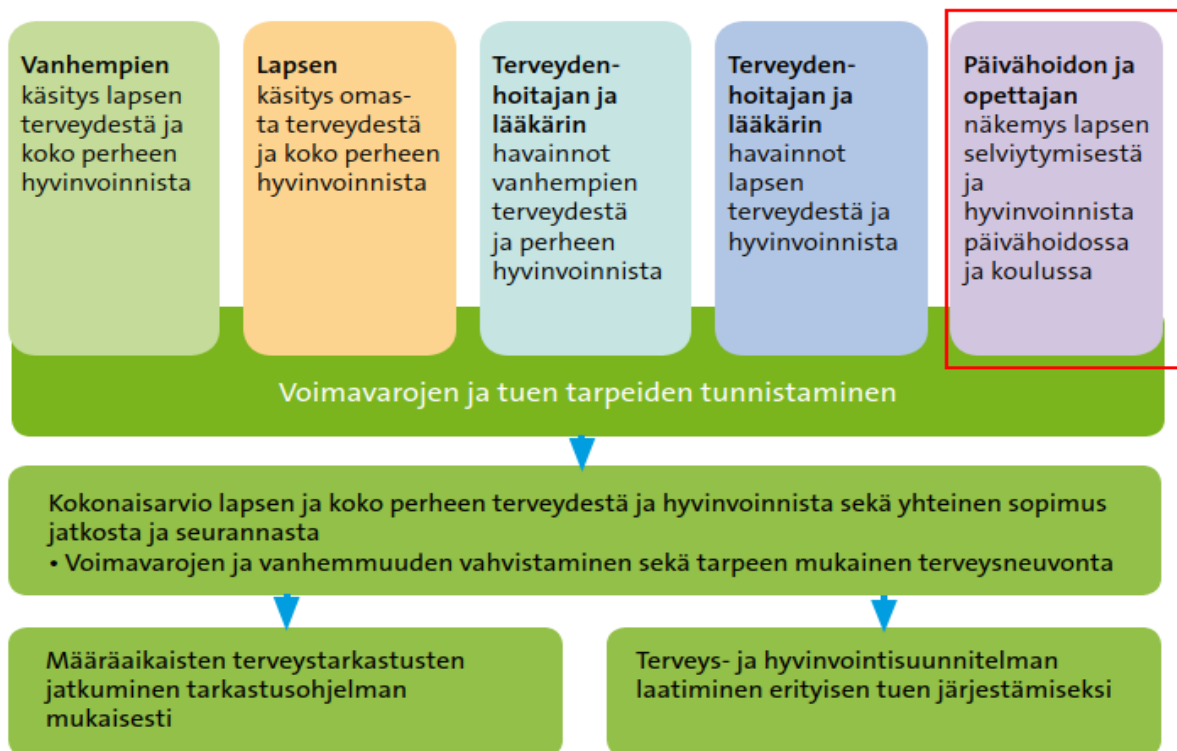 Vanhempien
käsitys lapsen
terveydestä ja
koko perheen
hyvinvoinnista
Lapsen
käsitys omas-
ta terveydestä
ja koko perheen
hyvinvoinnista
Terveyden-
hoitajan ja
lääkärin
havainnot
vanhempien
terveydestä
ja perheen
hyvinvoinnista
Terveyden-
hoitajan ja
lääkärin
havainnot
lapsen
terveydestä ja
hyvinvoinnista
Päivähoidon ja
opettajan
näkemys lapsen
selviytymisestä
ja
hyvinvoinnista
päivähoidossa
ja koulussa
Voimavarojen ja tuen tarpeiden tunnistaminen
Kokonaisarvio lapsen ja koko perheen terveydestä ja hyvinvoinnista sekä yhteinen sopimus
jatkosta ja seurannasta
• Voimavarojen ja vanhemmuuden vahvistaminen sekä tarpeen mukainen terveysneuvonta
Määräaikaisten terveystarkastusten
jatkuminen tarkastusohjelman
mukaisesti
Terveys- ja hyvinvointisuunnitelman
laatiminen erityisen tuen järjestämiseksi